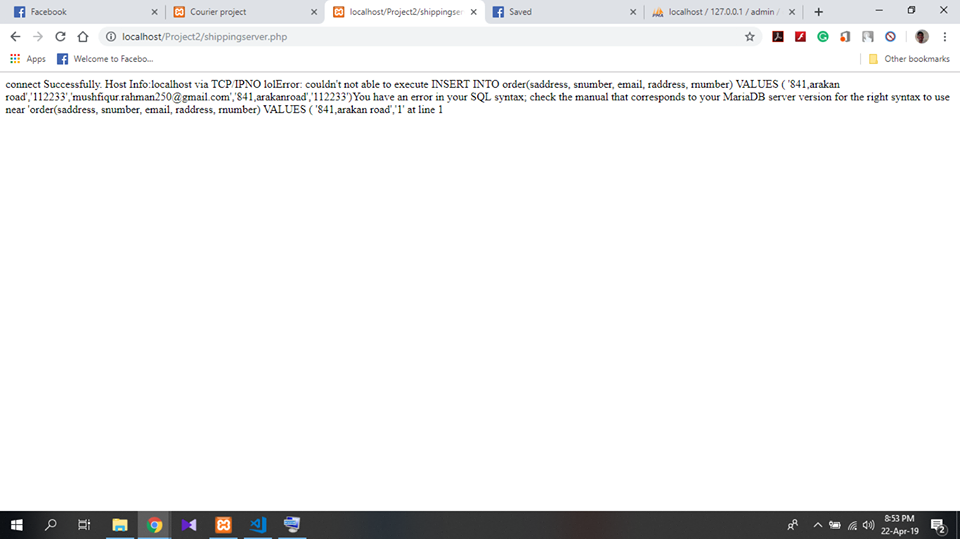 Facebook
Courier project
localhost/Project2/shippingser
Saved
localhost / 127.0.0.1 / admin /
localhost/Project2/shippingserver.php
Apps
Welcome to Facebo...
Other bookmarks
connect Successfully. Host Info:localhost via TCP/IPNO lolError: couldn't not able to execute INSERT INTO order(saddress, snumber, email, raddress, rnumber) VALUES ( '841,arakan
road','112233','mushfiqur.rahman250@gmail.com','841,arakanroad','112233')You have an error in your SQL syntax; check the manual that corresponds to your MariaDB server version for the right syntax to use
near 'order(saddress, snumber, email, raddress, rnumber) VALUES ( '841,arakan road','1' at line 1
8:53 PM
22-Apr-19
2